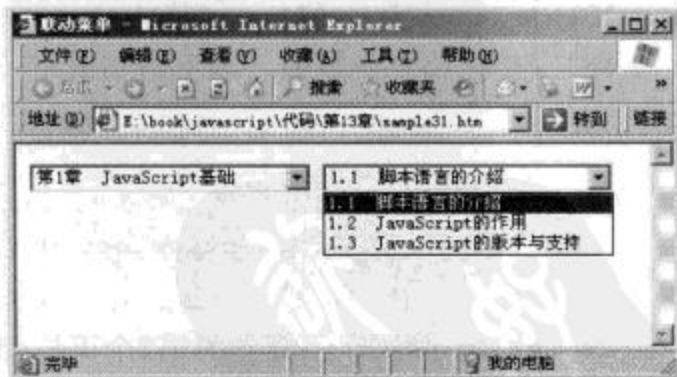 联动菜单 - Microsoft Internet Explorer
文件(F) 编辑(E) 查看(V) 收藏(A) 工具(T) 帮助(H)
后退 搜索 收藏夹 »
地址(D) E:\book\javascript\代码\第13章\sample31.htm 转到 链接
第1章 JavaScript基础 1.1 脚本语言的介绍
1.1 脚本语言的介绍
1.2 JavaScript的作用
1.3 JavaScript的版本与支持
完毕 我的电脑